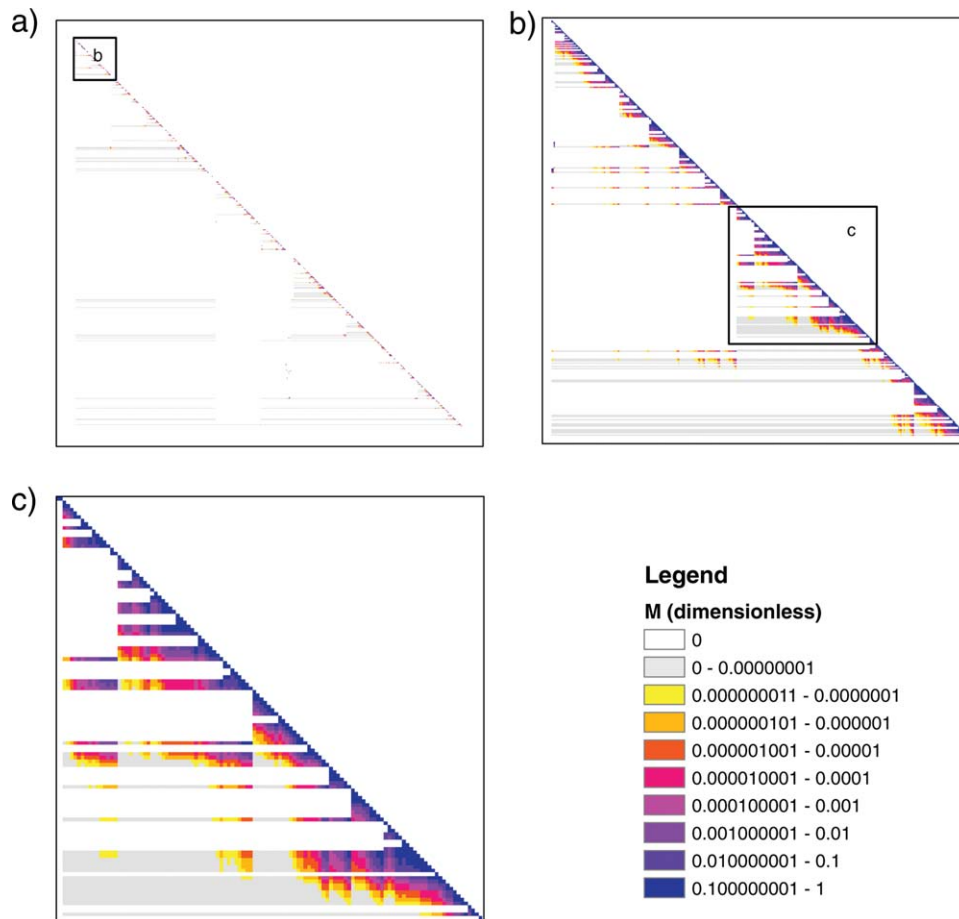 a)
b
b)
c
c)
Legend
M (dimensionless)
0
0 - 0.00000001
0.000000011 - 0.0000001
0.000000101 - 0.000001
0.000001001 - 0.00001
0.000010001 - 0.0001
0.000100001 - 0.001
0.001000001 - 0.01
0.010000001 - 0.1
0.100000001 - 1